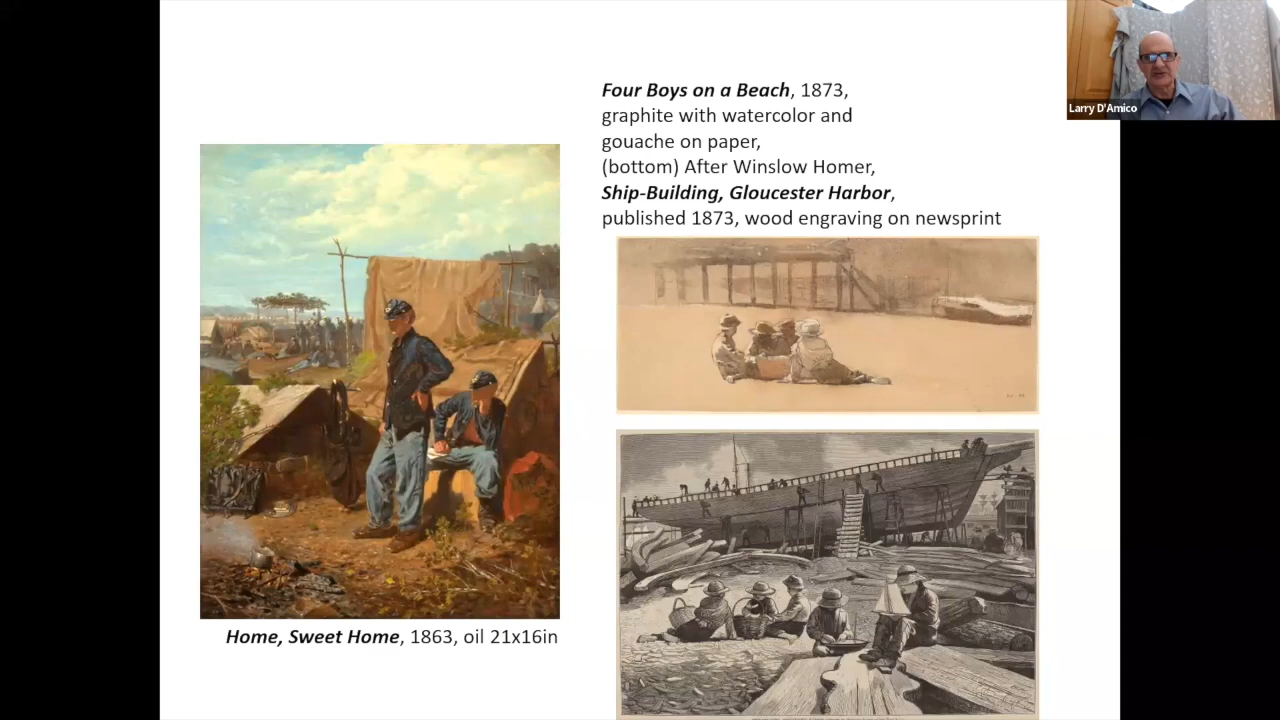 Four Boys on a Beach, 1873,
graphite with watercolor and
gouache on paper,
(bottom) After Winslow Homer,
Ship-Building, Gloucester Harbor,
published 1873, wood engraving on newsprint
Home, Sweet Home, 1863, oil 21x16in
Larry D'Amico